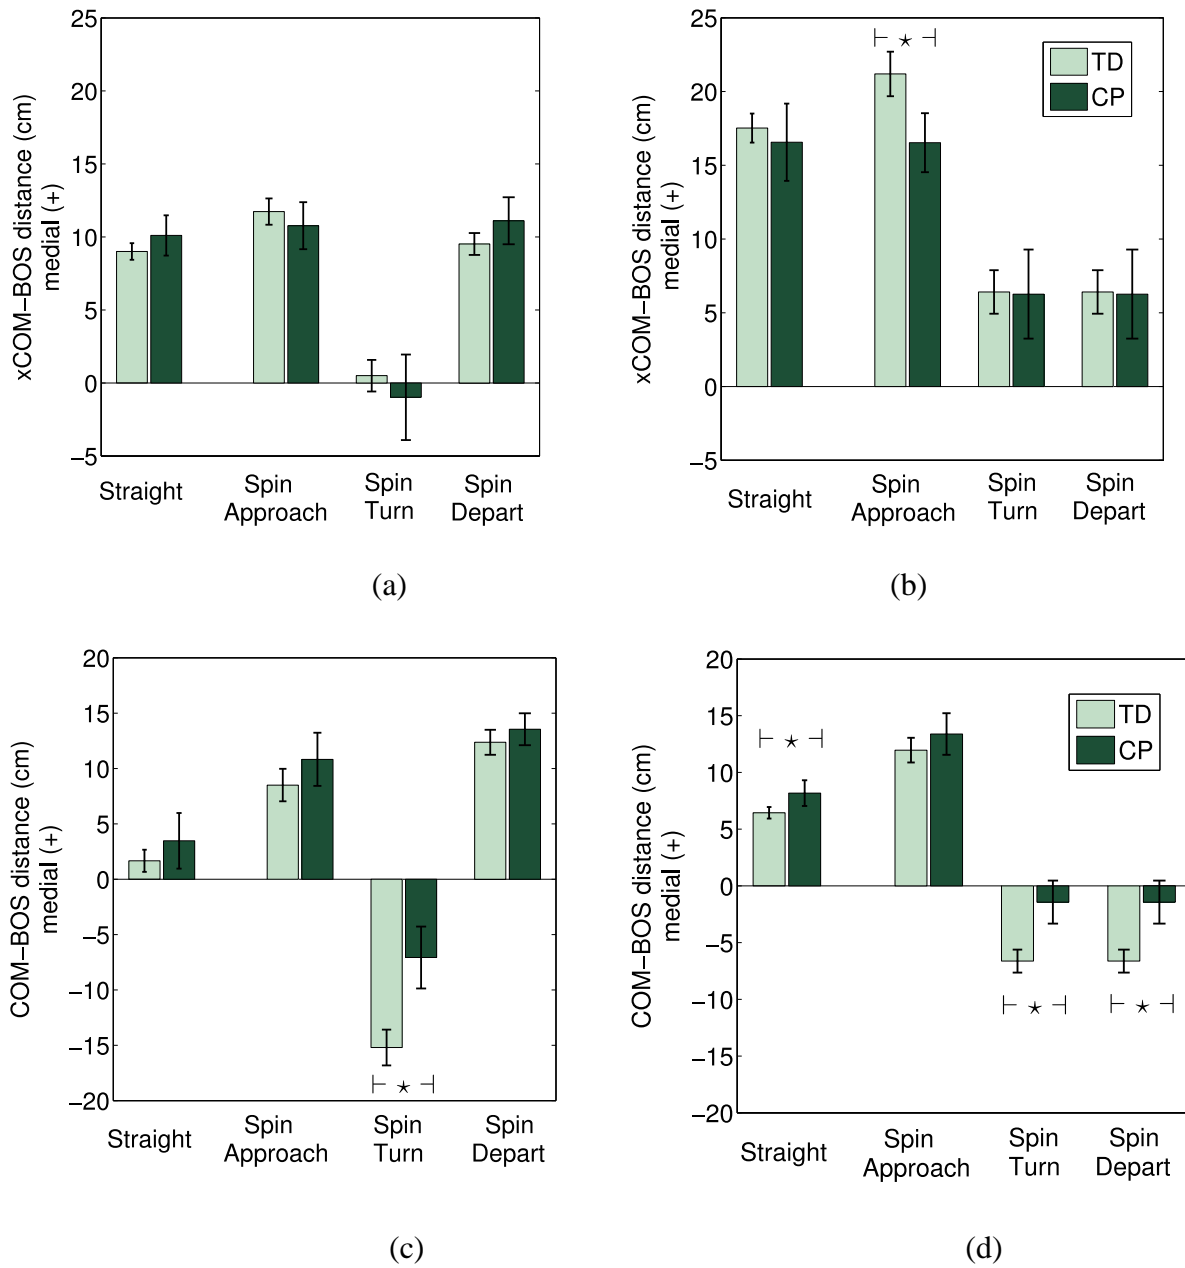 25
20
15
10
5
0
−5
xCOM−BOS distance (cm)
medial (+)
Straight
Spin
Approach
Spin
Turn
Spin
Depart
(a)
25
20
15
10
5
0
−5
xCOM−BOS distance (cm)
medial (+)
⋆
TD
CP
Straight
Spin
Approach
Spin
Turn
Spin
Depart
(b)
20
15
10
5
0
−5
−10
−15
−20
COM−BOS distance (cm)
medial (+)
⋆
Straight
Spin
Approach
Spin
Turn
Spin
Depart
(c)
20
15
10
5
0
−5
−10
−15
−20
COM−BOS distance (cm)
medial (+)
⋆
TD
CP
⋆ ⋆
Straight
Spin
Approach
Spin
Turn
Spin
Depart
(d)